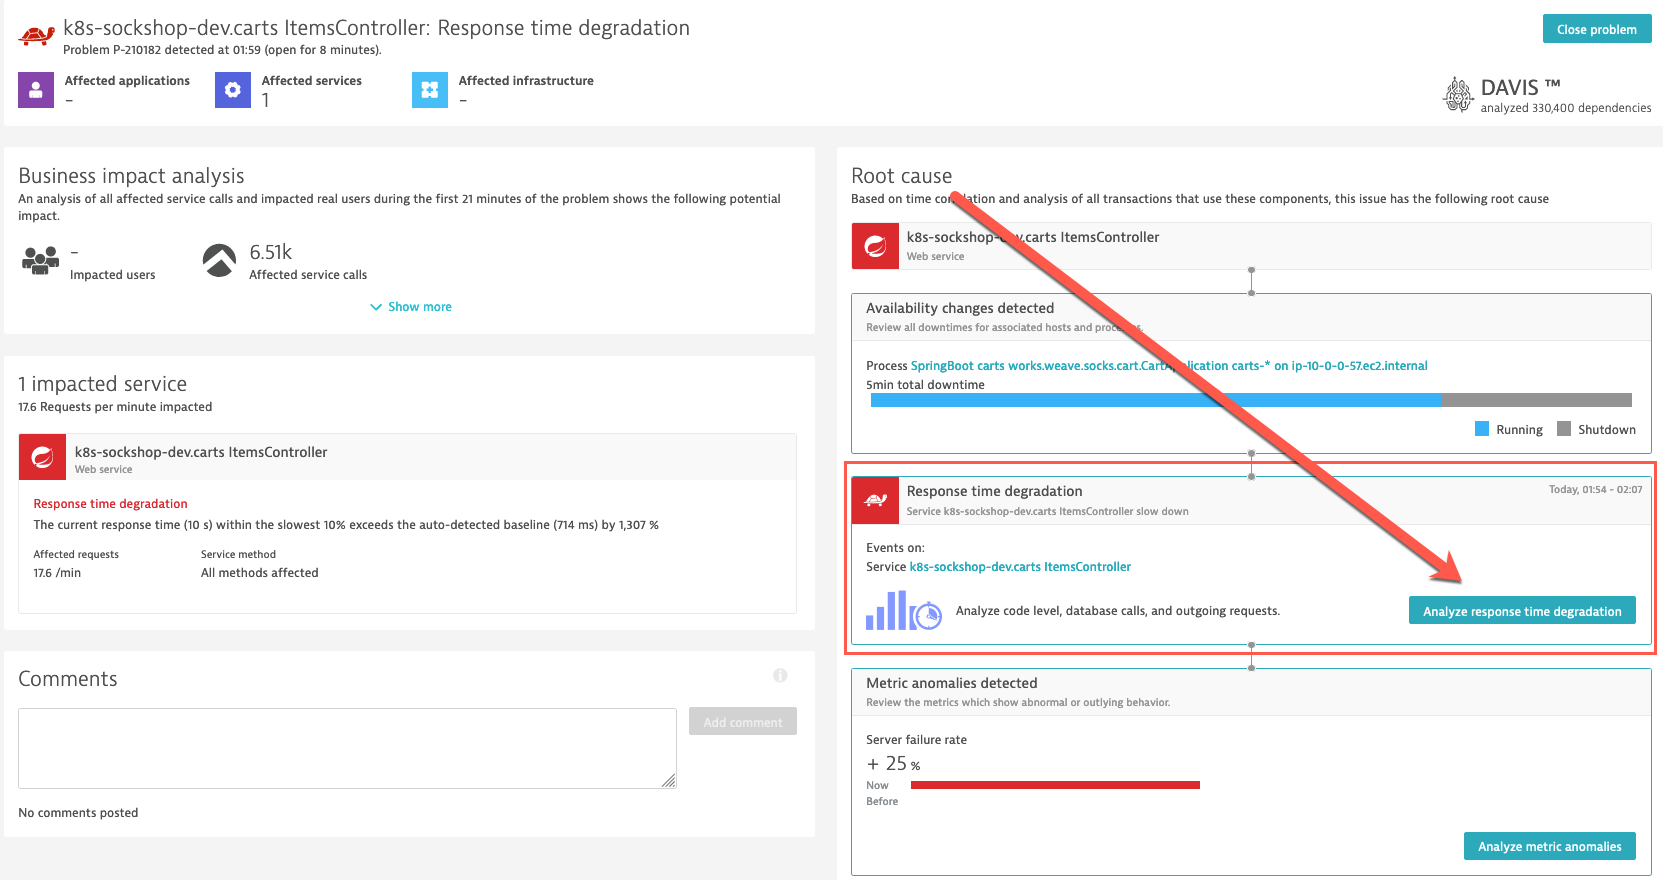 k8s-sockshop-dev.carts ItemsController: Response time degradation
Problem P-210182 detected at 01:59 (open for 8 minutes).
Close problem
Affected applications
-
Affected services
1
Affected infrastructure
-
DAVIS ™
analyzed 330,400 dependencies
Business impact analysis
An analysis of all affected service calls and impacted real users during the first 21 minutes of the problem shows the following potential
impact.
-
Impacted users
6.51k
Affected service calls
Show more
1 impacted service
17.6 Requests per minute impacted
k8s-sockshop-dev.carts ItemsController
Web service
Response time degradation
The current response time (10 s) within the slowest 10% exceeds the auto-detected baseline (714 ms) by 1,307 %
Affected requests
17.6 /min
Service method
All methods affected
Comments
Add comment
No comments posted
Root cause
Based on time correlation and analysis of all transactions that use these components, this issue has the following root cause
k8s-sockshop-dev.carts ItemsController
Web service
Availability changes detected
Review all downtimes for associated hosts and processes.
Process SpringBoot carts works.weave.socks.cart.CartApplication carts-* on ip-10-0-0-57.ec2.internal
5min total downtime
Running
Shutdown
Response time degradation
Today, 01:54 - 02:07
Service k8s-sockshop-dev.carts ItemsController slow down
Events on:
Service k8s-sockshop-dev.carts ItemsController
Analyze code level, database calls, and outgoing requests.
Analyze response time degradation
Metric anomalies detected
Review the metrics which show abnormal or outlying behavior.
Server failure rate
+ 25 %
Now
Before
Analyze metric anomalies